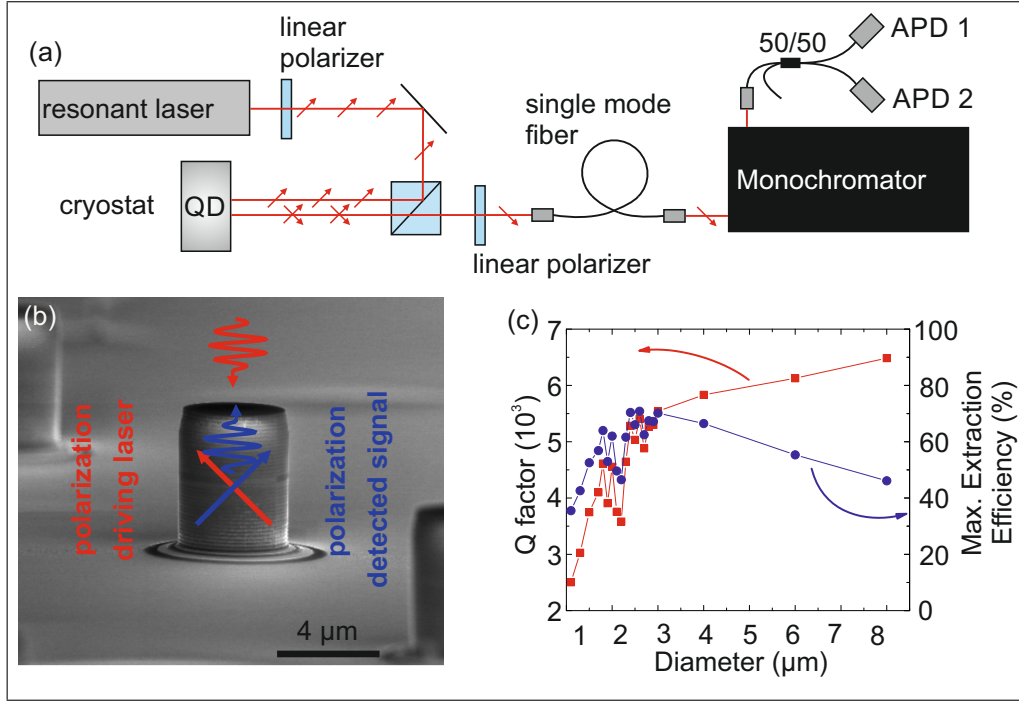 (a)
linear
polarizer
resonant laser
cryostat
QD
linear polarizer
single mode
fiber
50/50
APD 1
APD 2
Monochromator
(b)
polarization
driving laser
polarization
detected signal
4 µm
(c)
7
6
5
4
3
2
Q factor (10³)
1 2 3 4 5 6 7 8
Diameter (µm)
100
80
60
40
20
0
Max. Extraction
Efficiency (%)